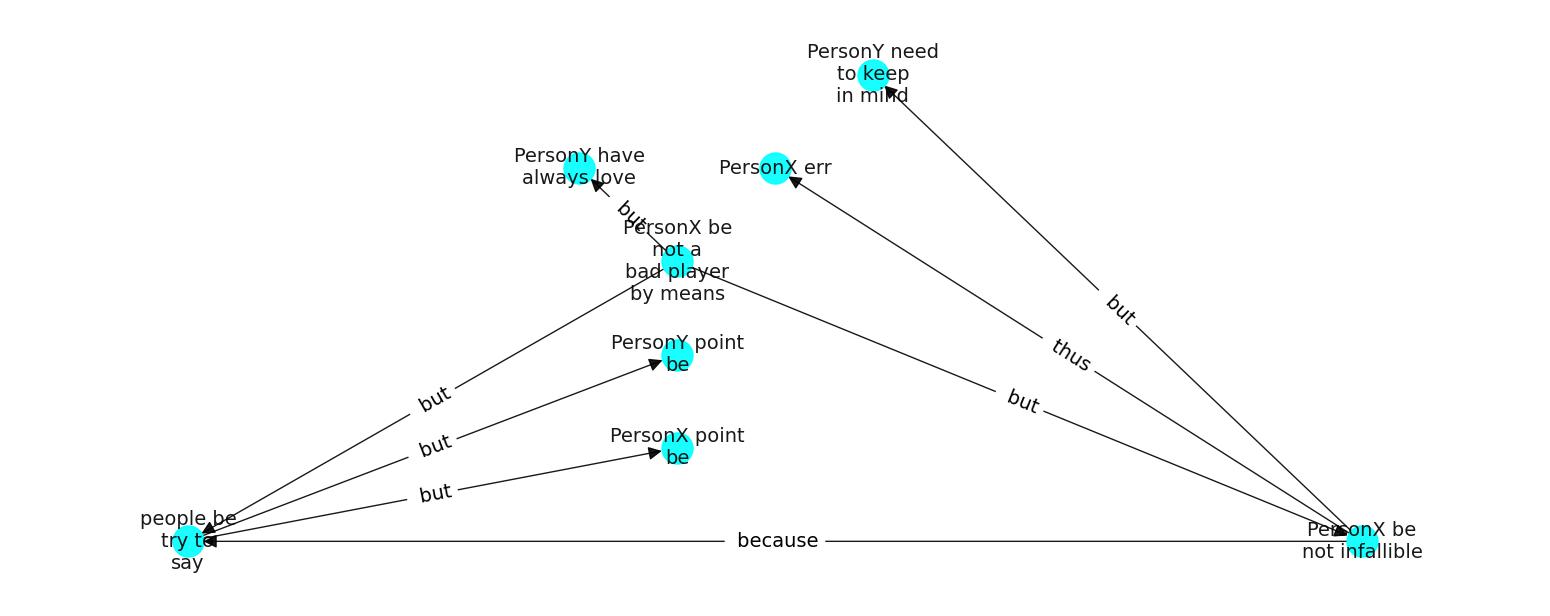 PersonY need
to keep
in mind
PersonY have
always love
PersonX err
but
PersonX be
not a
bad player
by means
but
PersonY point
be
thus
but
but
PersonX point
be
but
but
people be
try to
say
because
PersonX be
not infallible